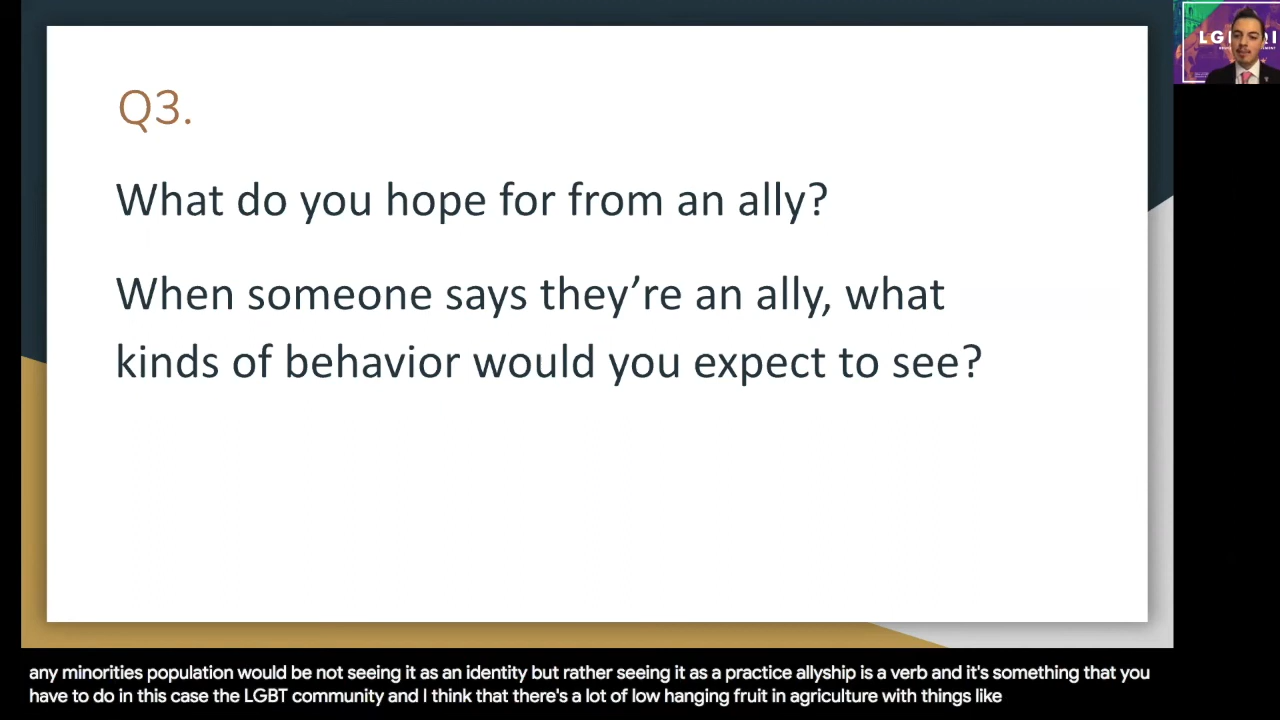 Q3.
What do you hope for from an ally?
When someone says they’re an ally, what
kinds of behavior would you expect to see?
any minorities population would be not seeing it as an identity but rather seeing it as a practice allyship is a verb and it's something that you
have to do in this case the LGBT community and I think that there's a lot of low hanging fruit in agriculture with things like